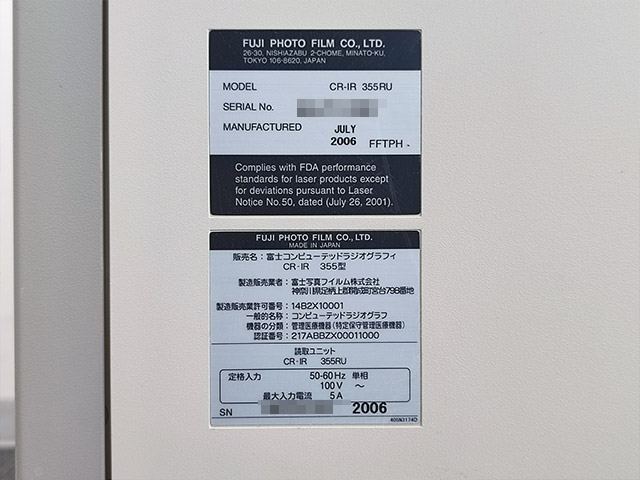 FUJI PHOTO FILM CO., LTD.
26-30, NISHIAZABU 2-CHOME, MINATO-KU,
TOKYO 106-8620, JAPAN
MODEL CR-IR 355RU
SERIAL No.
MANUFACTURED JULY
2006 FFTPH
Complies with FDA performance
standards for laser products except
for deviations pursuant to Laser
Notice No.50, dated (July 26, 2001).
FUJI PHOTO FILM CO., LTD.
MADE IN JAPAN
販売名：富士コンピューテッドラジオグラフィ
CR-IR 355型
製造販売業者：富士写真フイルム株式会社
神奈川県足柄上郡開成町宮台798番地
製造販売業許可番号：14B2X10001
一般的名称：コンピューテッドラジオグラフ
機器の分類：管理医療機器（特定保守管理医療機器）
認証番号：217ABBZX00011000
読取ユニット
CR-IR 355RU
定格入力 50-60Hz 単相
100V ～
最大入力電流 5A
SN 2006
405N3174D